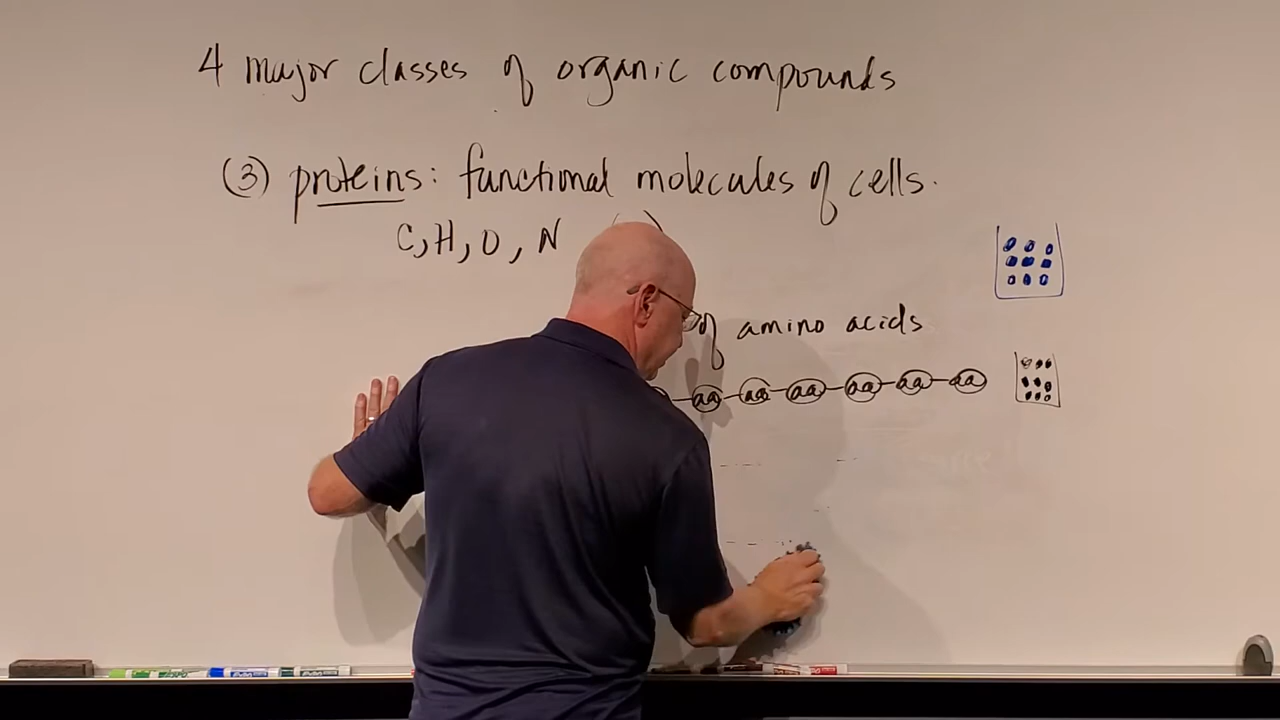 4 major classes of organic compounds
(3) proteins: functional molecules of cells.
C, H, O, N ( )
of amino acids
aa aa aa aa aa aa